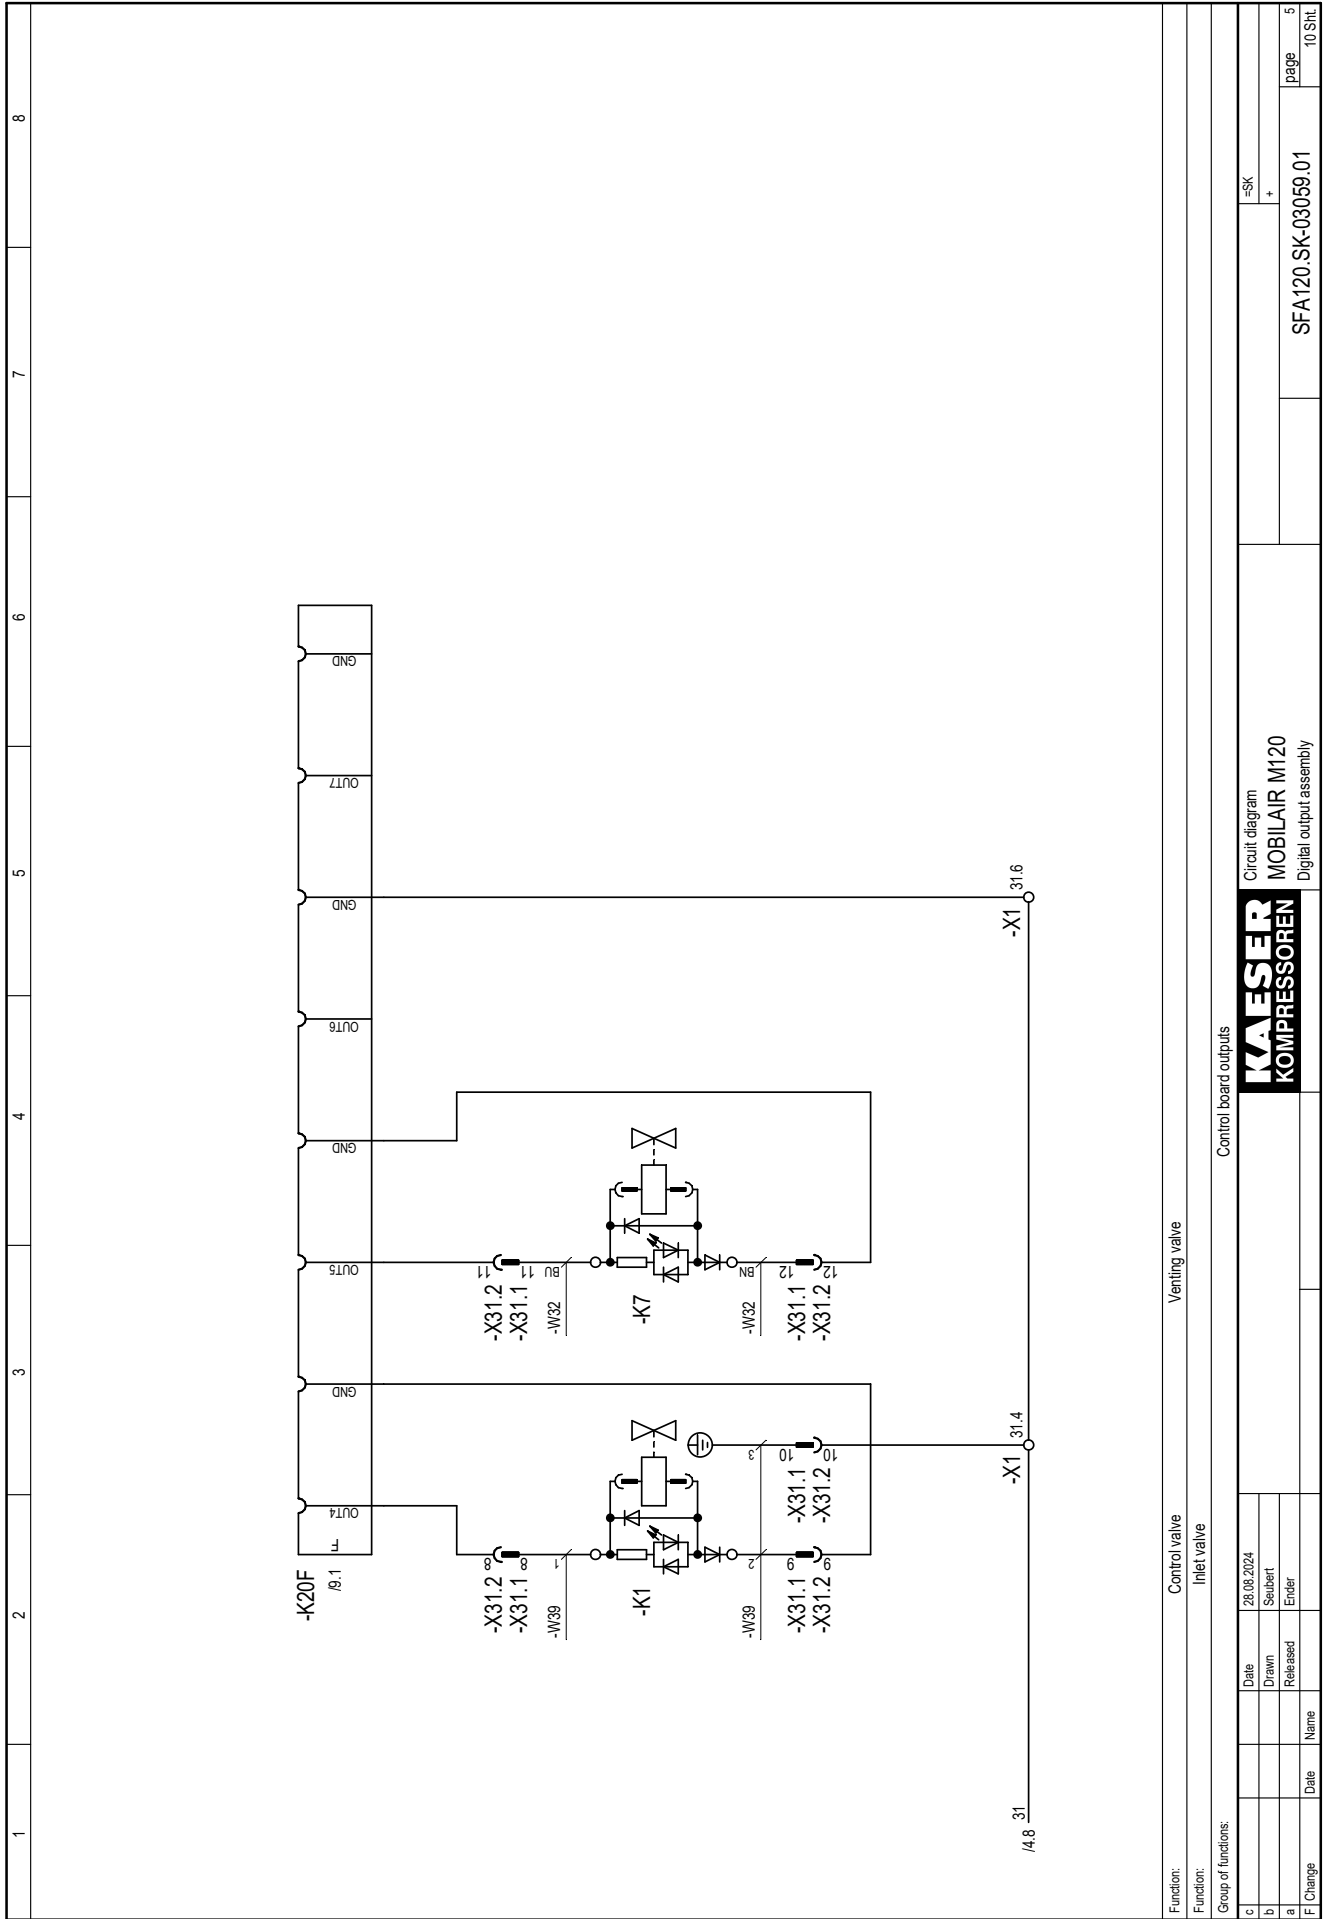 1 2 3 4 5 6 7 8
-K20F
/9.1
F
OUT4 GND OUT5 GND OUT6 GND OUT7 GND
-X31.2 8
-X31.1 8
-W39 1
-X31.2 11
-X31.1 11
-W32 BU
-K1
-K7
-W39 2 3
-X31.1 9
-X31.2 9
-X31.1 10
-X31.2 10
-W32 BN
-X31.1 12
-X31.2 12
-X1 31.4
-X1 31.6
/4.8 31
Function: Control valve Venting valve
Function: Inlet valve
Group of functions: Control board outputs
c Date 28.08.2024
b Drawn Seubert
a Released Ender
F Change Date Name
KAESER
KOMPRESSOREN
Circuit diagram
MOBILAIR M120
Digital output assembly
=SK
+
SFA120.SK-03059.01
page 5
10 Sht.